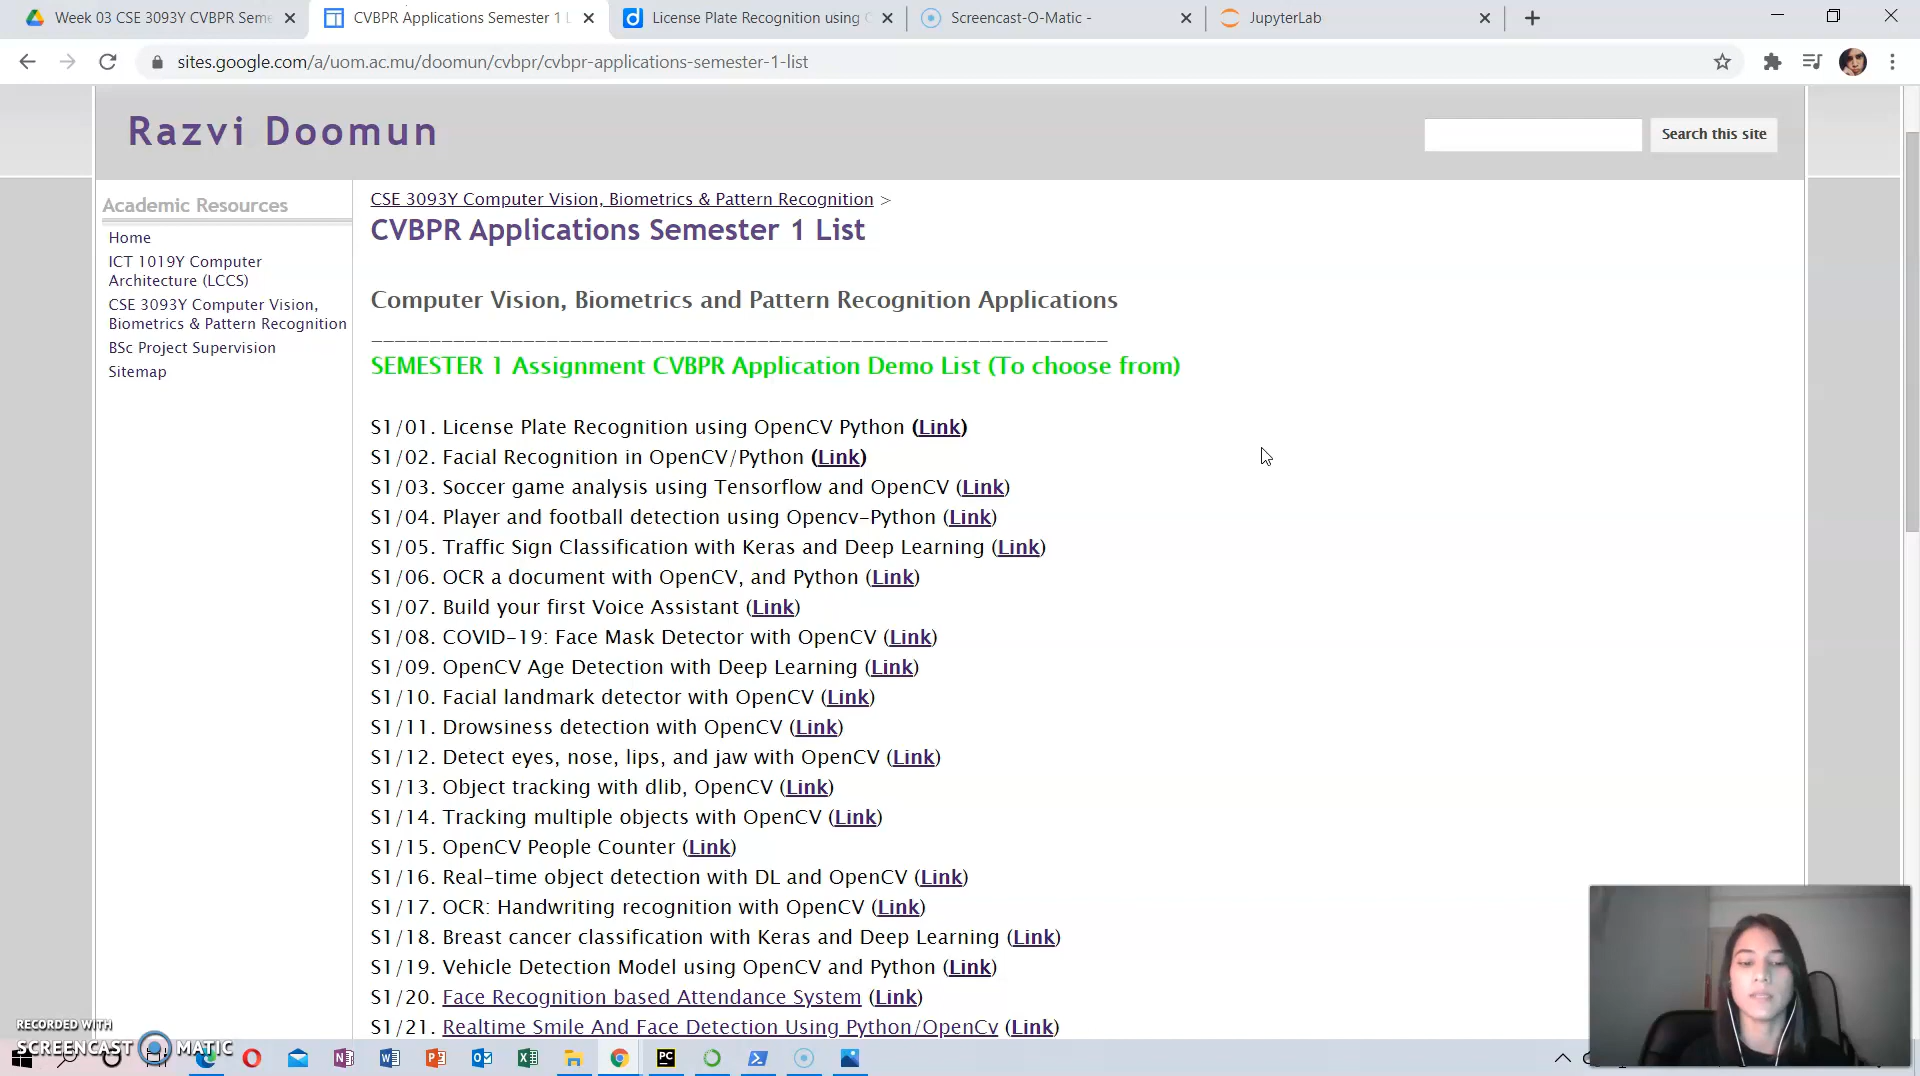 Week 03 CSE 3093Y CVBPR Seme
CVBPR Applications Semester 1 L
License Plate Recognition using
Screencast-O-Matic -
JupyterLab
sites.google.com/a/uom.ac.mu/doomun/cvbpr/cvbpr-applications-semester-1-list
Razvi Doomun
Search this site
Academic Resources
Home
ICT 1019Y Computer
Architecture (LCCS)
CSE 3093Y Computer Vision,
Biometrics & Pattern Recognition
BSc Project Supervision
Sitemap
CSE 3093Y Computer Vision, Biometrics & Pattern Recognition >
CVBPR Applications Semester 1 List
Computer Vision, Biometrics and Pattern Recognition Applications
SEMESTER 1 Assignment CVBPR Application Demo List (To choose from)
S1/01. License Plate Recognition using OpenCV Python (Link)
S1/02. Facial Recognition in OpenCV/Python (Link)
S1/03. Soccer game analysis using Tensorflow and OpenCV (Link)
S1/04. Player and football detection using Opencv-Python (Link)
S1/05. Traffic Sign Classification with Keras and Deep Learning (Link)
S1/06. OCR a document with OpenCV, and Python (Link)
S1/07. Build your first Voice Assistant (Link)
S1/08. COVID-19: Face Mask Detector with OpenCV (Link)
S1/09. OpenCV Age Detection with Deep Learning (Link)
S1/10. Facial landmark detector with OpenCV (Link)
S1/11. Drowsiness detection with OpenCV (Link)
S1/12. Detect eyes, nose, lips, and jaw with OpenCV (Link)
S1/13. Object tracking with dlib, OpenCV (Link)
S1/14. Tracking multiple objects with OpenCV (Link)
S1/15. OpenCV People Counter (Link)
S1/16. Real-time object detection with DL and OpenCV (Link)
S1/17. OCR: Handwriting recognition with OpenCV (Link)
S1/18. Breast cancer classification with Keras and Deep Learning (Link)
S1/19. Vehicle Detection Model using OpenCV and Python (Link)
S1/20. Face Recognition based Attendance System (Link)
S1/21. Realtime Smile And Face Detection Using Python/OpenCv (Link)
RECORDED WITH
SCREENCAST MATIC